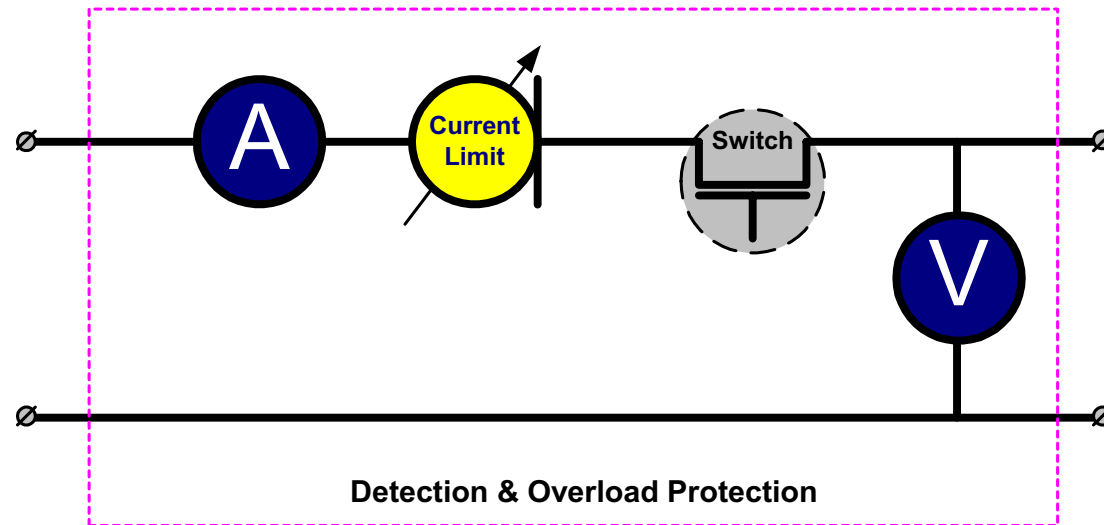 A
Current
Limit
Switch
V
Detection & Overload Protection